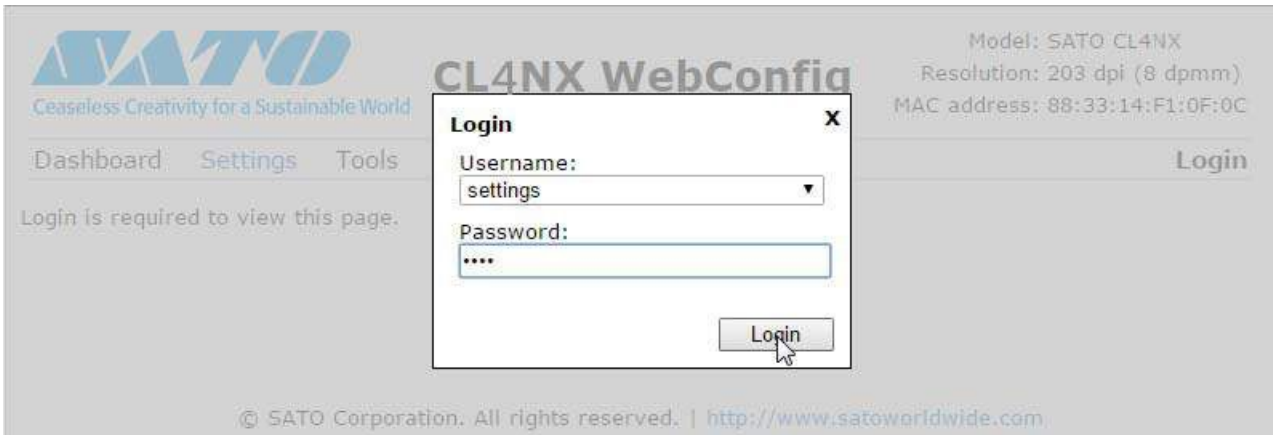 SATO
Ceaseless Creativity for a Sustainable World
CL4NX WebConfig
Model: SATO CL4NX
Resolution: 203 dpi (8 dpmm)
MAC address: 88:33:14:F1:0F:0C
Dashboard Settings Tools Login
Login is required to view this page.
Login X
Username:
settings
Password:
••••
Login
© SATO Corporation. All rights reserved. | http://www.satoworldwide.com